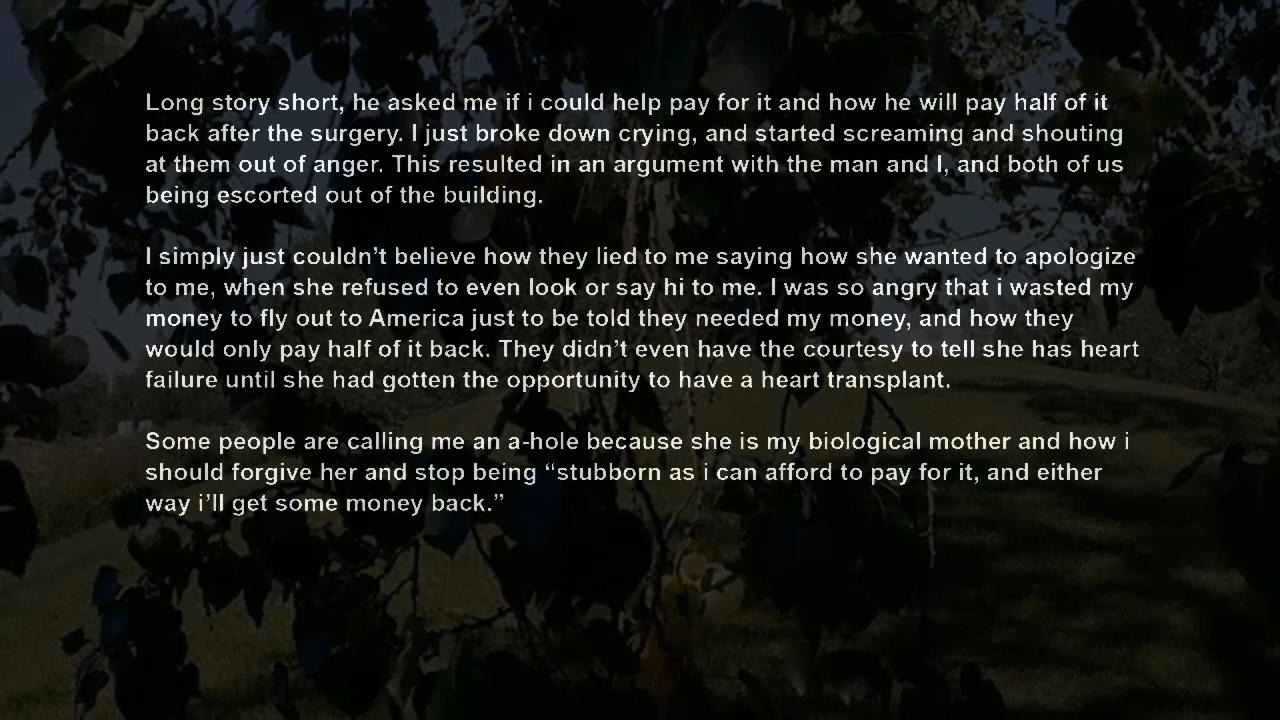 Long story short, he asked me if i could help pay for it and how he will pay half of it
back after the surgery. I just broke down crying, and started screaming and shouting
at them out of anger. This resulted in an argument with the man and I, and both of us
being escorted out of the building.
I simply just couldn’t believe how they lied to me saying how she wanted to apologize
to me, when she refused to even look or say hi to me. I was so angry that i wasted my
money to fly out to America just to be told they needed my money, and how they
would only pay half of it back. They didn’t even have the courtesy to tell she has heart
failure until she had gotten the opportunity to have a heart transplant.
Some people are calling me an a-hole because she is my biological mother and how i
should forgive her and stop being “stubborn as i can afford to pay for it, and either
way i’ll get some money back.”